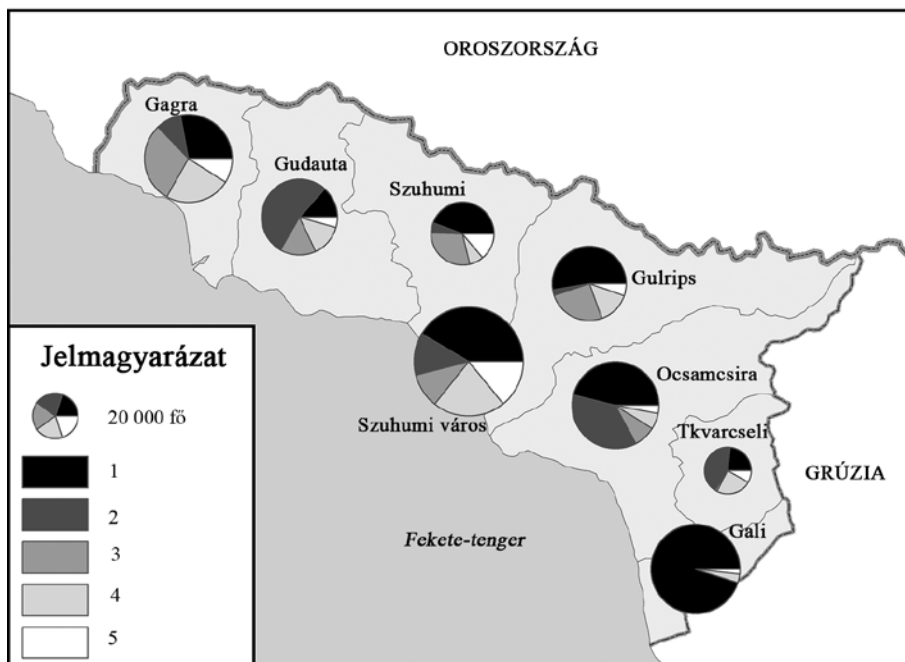 OROSZORSZÁG
Gagra
Gudauta
Szuhumi
Gulrips
Szuhumi város
Ocsamcsira
Tkvarcseli
GRÚZIA
Gali
Fekete-tenger
Jelmagyarázat
20 000 fő
1
2
3
4
5